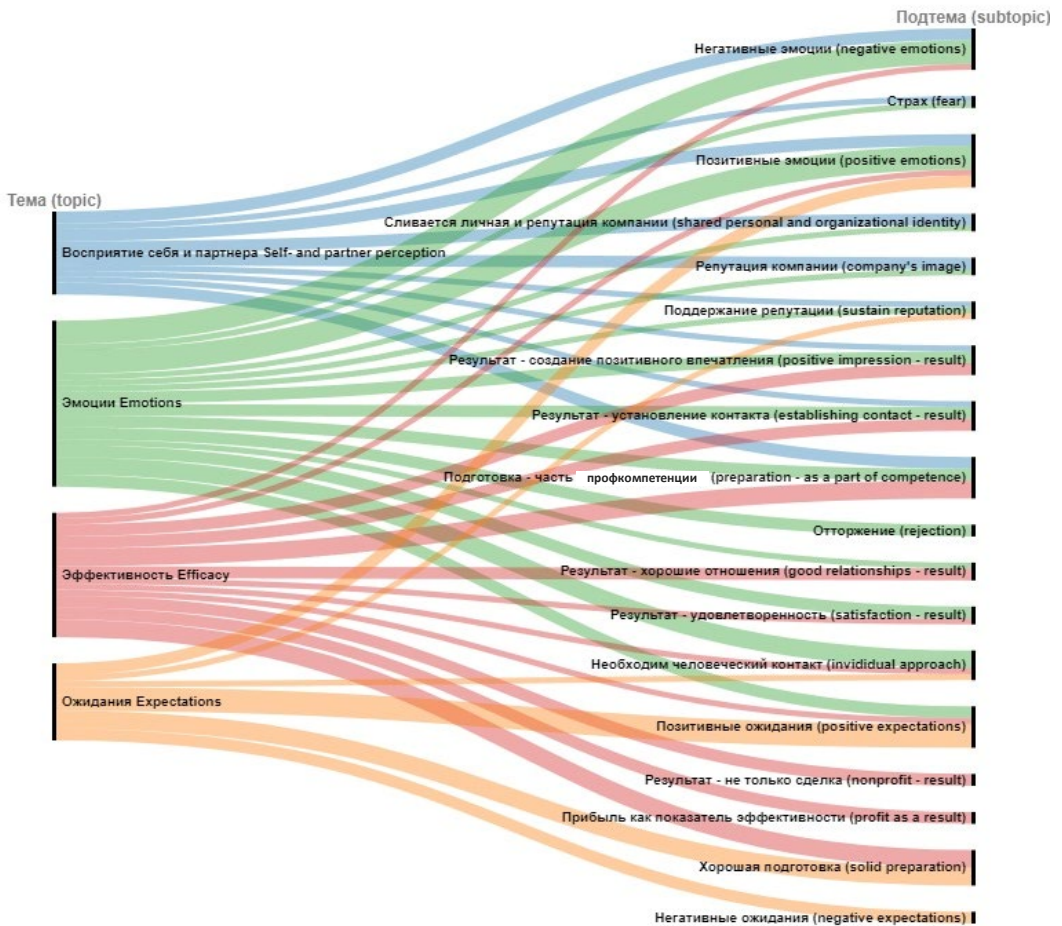 Подтема (subtopic)
Негативные эмоции (negative emotions)
Страх (fear)
Позитивные эмоции (positive emotions)
Тема (topic)
Сливается личная и репутация компании (shared personal and organizational identity)
Восприятие себя и партнера Self- and partner perception
Репутация компании (company's image)
Поддержание репутации (sustain reputation)
Результат - создание позитивного впечатления (positive impression - result)
Эмоции Emotions
Результат - установление контакта (establishing contact - result)
Подготовка - часть профкомпетенции (preparation - as a part of competence)
Отторжение (rejection)
Эффективность Efficacy
Результат - хорошие отношения (good relationships - result)
Результат - удовлетворенность (satisfaction - result)
Необходим человеческий контакт (invididual approach)
Ожидания Expectations
Позитивные ожидания (positive expectations)
Результат - не только сделка (nonprofit - result)
Прибыль как показатель эффективности (profit as a result)
Хорошая подготовка (solid preparation)
Негативные ожидания (negative expectations)